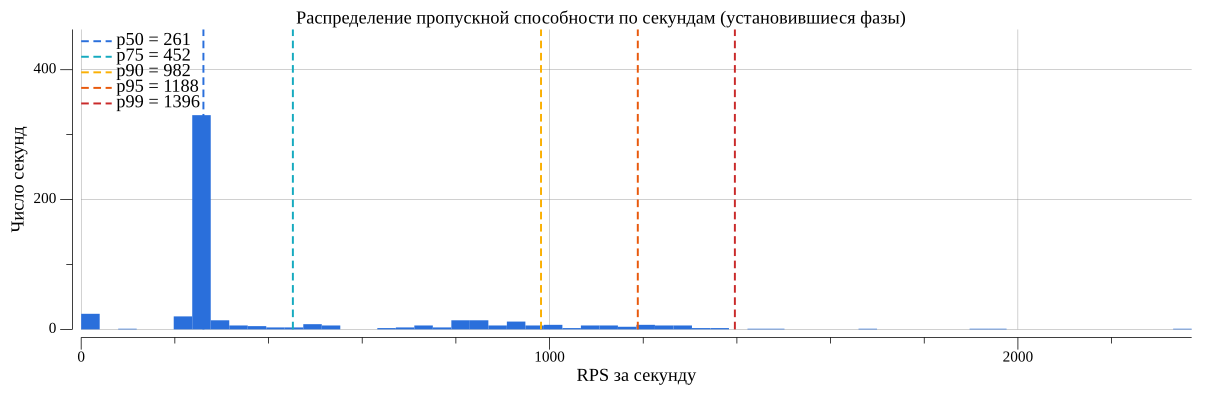 Распределение пропускной способности по секундам (установившиеся фазы)
p50 = 261
p75 = 452
p90 = 982
p95 = 1188
p99 = 1396
Число секунд
400
200
0
0
1000
2000
RPS за секунду